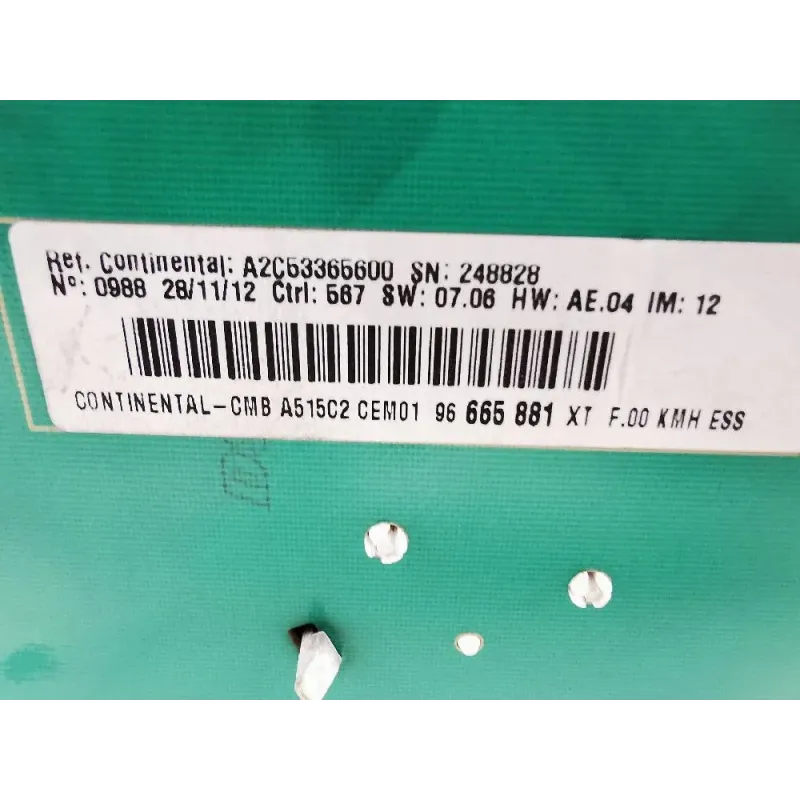 Ref. Continental: A2C53365600 SN: 248828
Nº: 0988 28/11/12 Ctrl: 567 SW: 07.06 HW: AE.04 IM: 12
CONTINENTAL-CMB A515C2 CEM01 96 665 881 XT F.00 KMH ESS